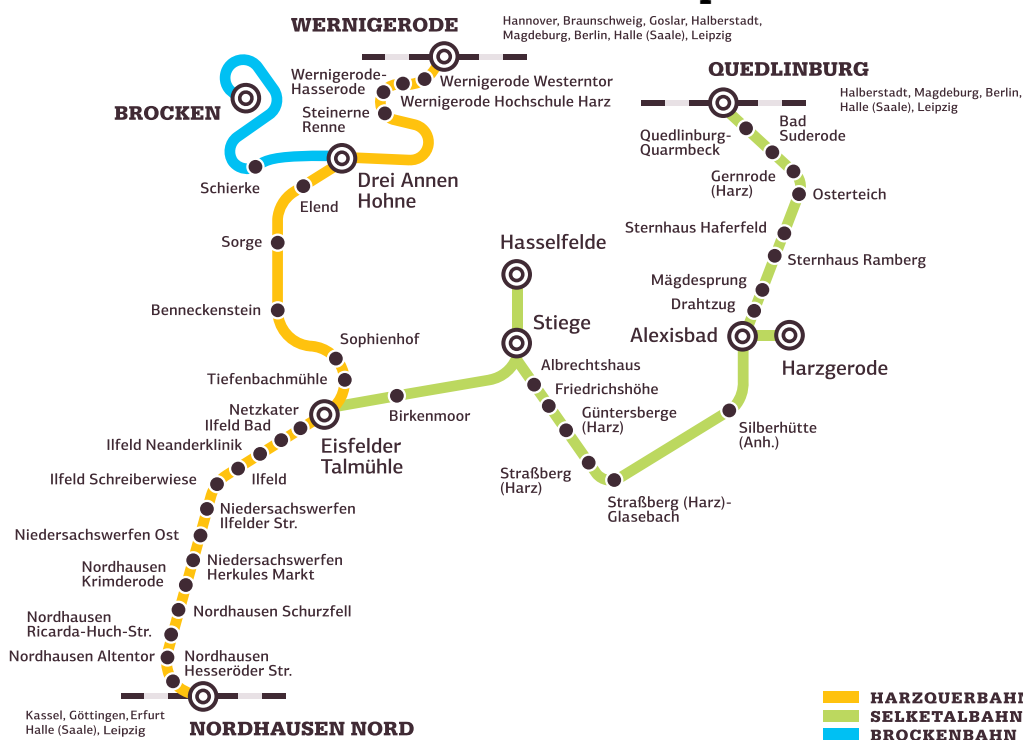 WERNIGERODE
Hannover, Braunschweig, Goslar, Halberstadt,
Magdeburg, Berlin, Halle (Saale), Leipzig
QUEDLINBURG
Halberstadt, Magdeburg, Berlin,
Halle (Saale), Leipzig
BROCKEN
Wernigerode-
Hasserode
Wernigerode Westerntor
Wernigerode Hochschule Harz
Steinerne
Renne
Schierke
Drei Annen
Hohne
Elend
Sorge
Benneckenstein
Sophienhof
Tiefenbachmühle
Netzkater
Ilfeld Bad
Ilfeld Neanderklinik
Ilfeld Schreiberwiese
Ilfeld
Eisfelder
Talmühle
Birkenmoor
Hasselfelde
Stiege
Albrechtshaus
Friedrichshöhe
Güntersberge
(Harz)
Straßberg
(Harz)
Straßberg (Harz)-
Glasebach
Silberhütte
(Anh.)
Alexisbad
Harzgerode
Drahtzug
Mägdesprung
Sternhaus Ramberg
Sternhaus Haferfeld
Osterteich
Gernrode
(Harz)
Bad
Suderode
Quedlinburg-
Quarmbeck
Niedersachswerfen
Ilfelder Str.
Niedersachswerfen Ost
Niedersachswerfen
Herkules Markt
Nordhausen
Krimderode
Nordhausen Schurzfell
Nordhausen
Ricarda-Huch-Str.
Nordhausen Altentor
Nordhausen
Hesseröder Str.
Kassel, Göttingen, Erfurt
Halle (Saale), Leipzig
NORDHAUSEN NORD
HARZQUERBAHN
SELKETALBAHN
BROCKENBAHN